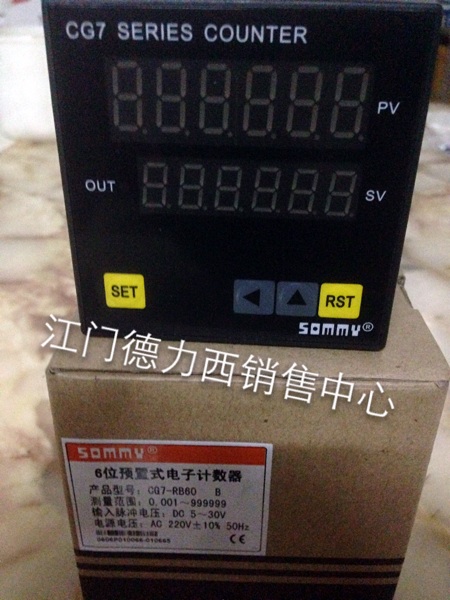 CG7 SERIES COUNTER
PV
OUT
SV
SET
RST
sommy®
江门德力西销售中心
sommy®
6位预置式电子计数器
产品型号: CG7-RB60 B
测量范围: 0.001~999999
输入脉冲电压: DC 5~30V
电源电压: AC 220V±10% 50Hz
CE